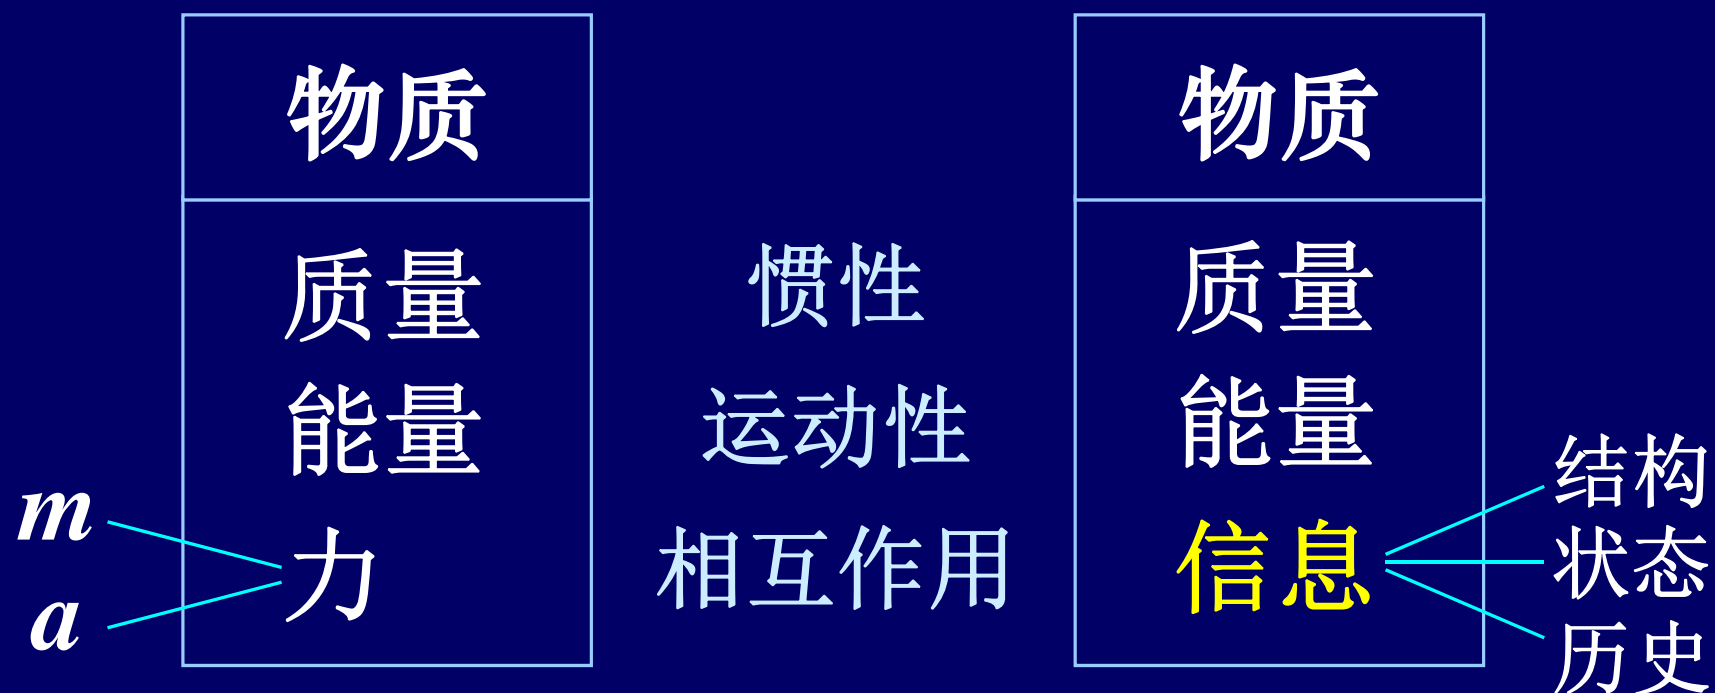 物质 物质
质量 惯性 质量
能量 运动性 能量
m 力 相互作用 信息 结构
a 状态
历史